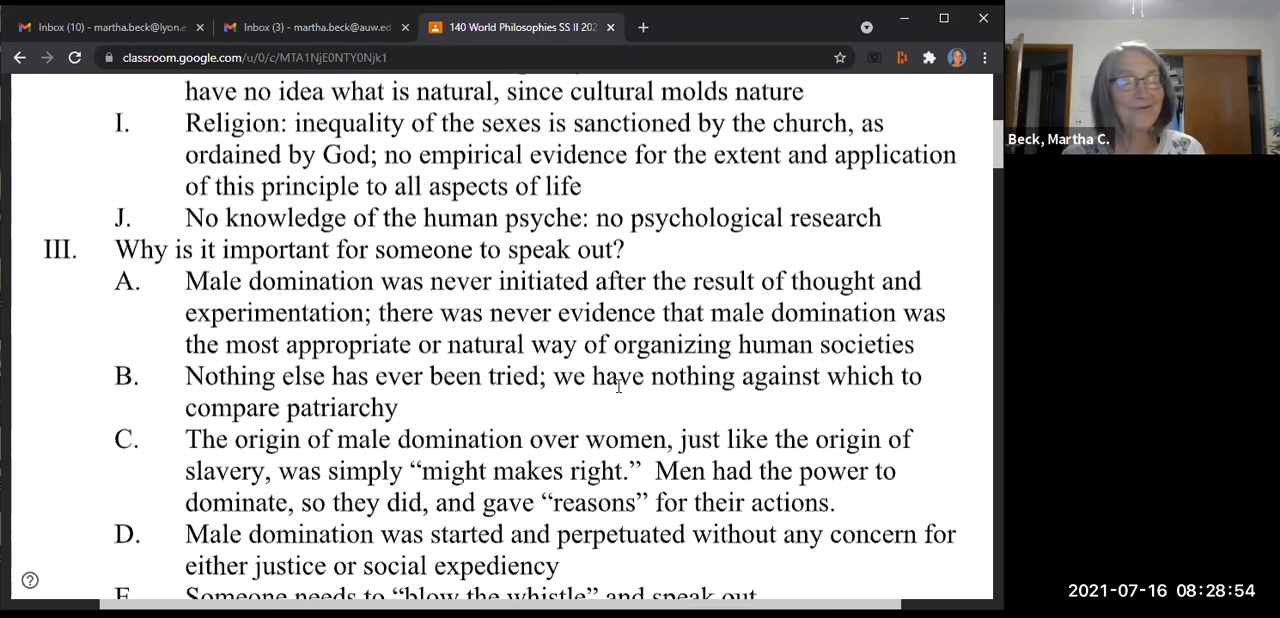 Inbox (10) - martha.beck@lyon.e
Inbox (3) - martha.beck@auw.ed
140 World Philosophies SS II 202
classroom.google.com/u/0/c/MTA1NjE0NTY0Njk1
have no idea what is natural, since cultural molds nature
I. Religion: inequality of the sexes is sanctioned by the church, as
ordained by God; no empirical evidence for the extent and application
of this principle to all aspects of life
J. No knowledge of the human psyche: no psychological research
III. Why is it important for someone to speak out?
A. Male domination was never initiated after the result of thought and
experimentation; there was never evidence that male domination was
the most appropriate or natural way of organizing human societies
B. Nothing else has ever been tried; we have nothing against which to
compare patriarchy
C. The origin of male domination over women, just like the origin of
slavery, was simply “might makes right.” Men had the power to
dominate, so they did, and gave “reasons” for their actions.
D. Male domination was started and perpetuated without any concern for
either justice or social expediency
Someone needs to “blow the whistle” and speak out
Beck, Martha C.
2021-07-16 08:28:54